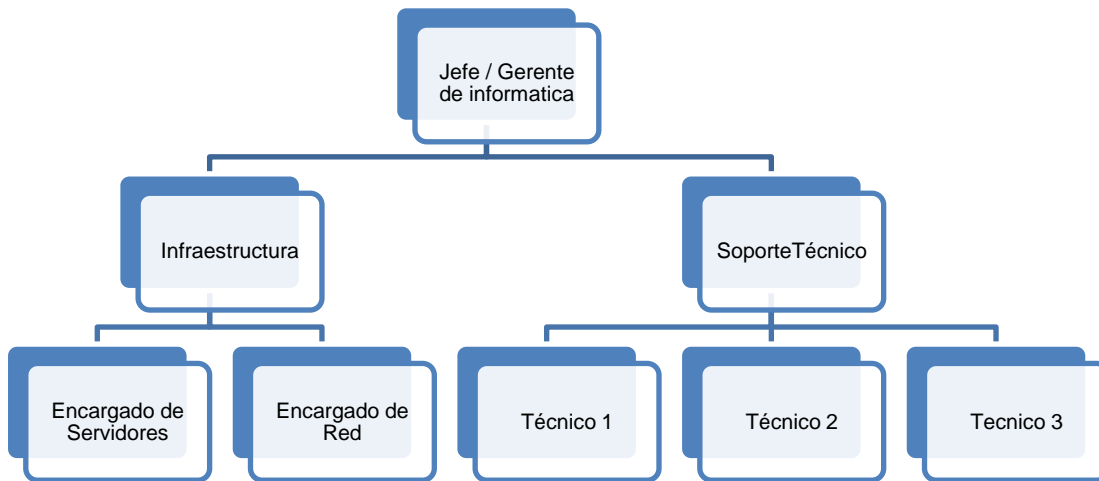 Jefe / Gerente
de informatica
Infraestructura
SoporteTécnico
Encargado de
Servidores
Encargado de
Red
Técnico 1
Técnico 2
Tecnico 3